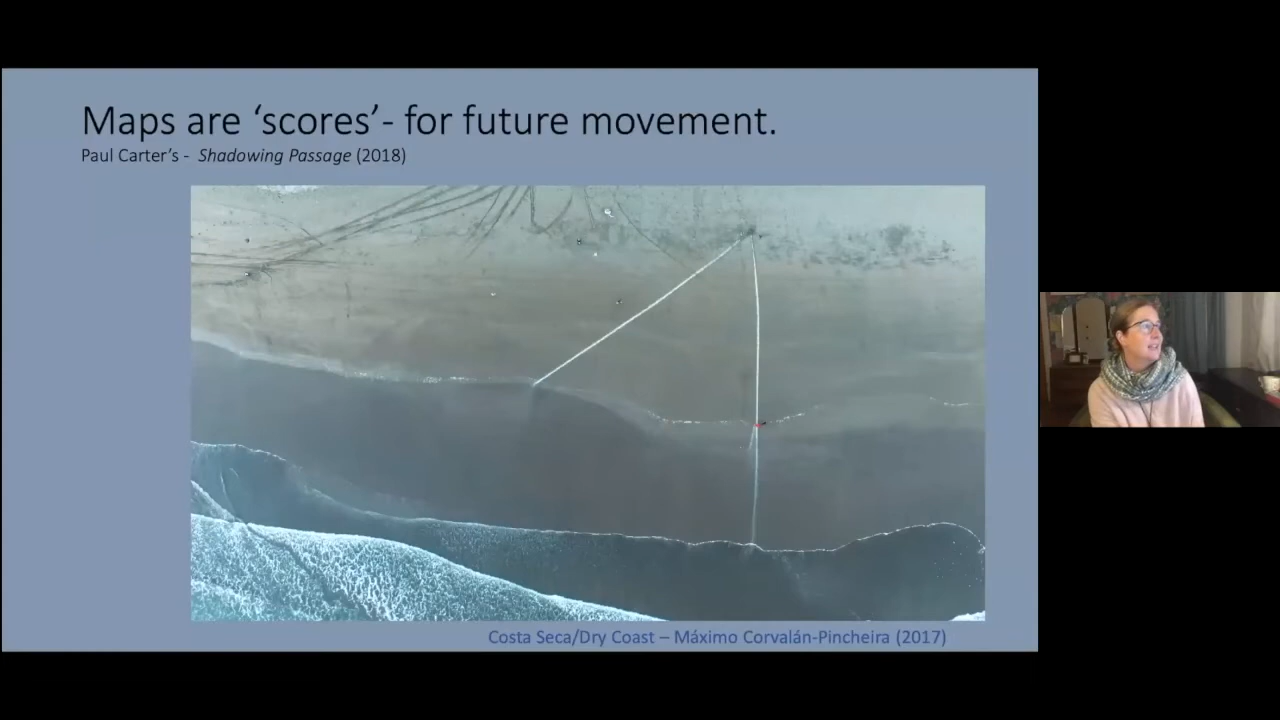 Maps are ‘scores’- for future movement.
Paul Carter’s - Shadowing Passage (2018)
Costa Seca/Dry Coast – Máximo Corvalán-Pincheira (2017)